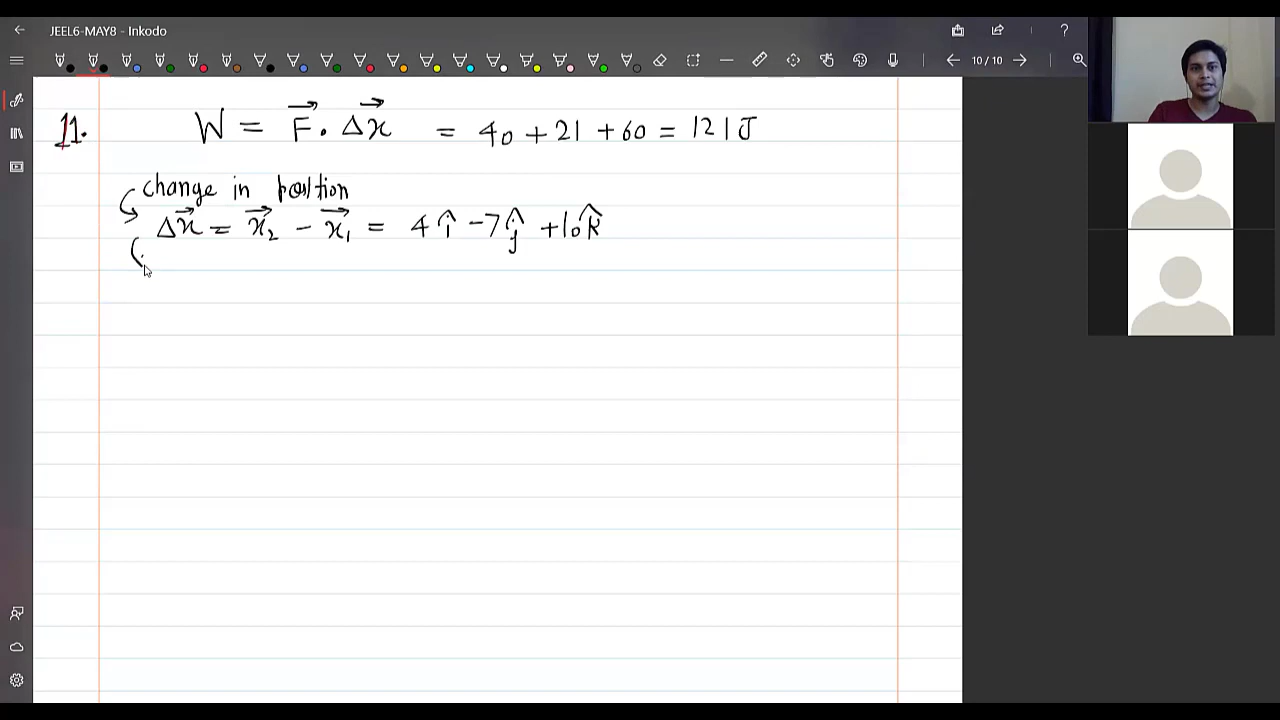 JEEL6-MAY8 - Inkodo
10/10
11. W = F⃗ · Δx⃗ = 40 + 21 + 60 = 121 J
change in position
Δx⃗ = x⃗₂ − x⃗₁ = 4î − 7ĵ + 10k̂